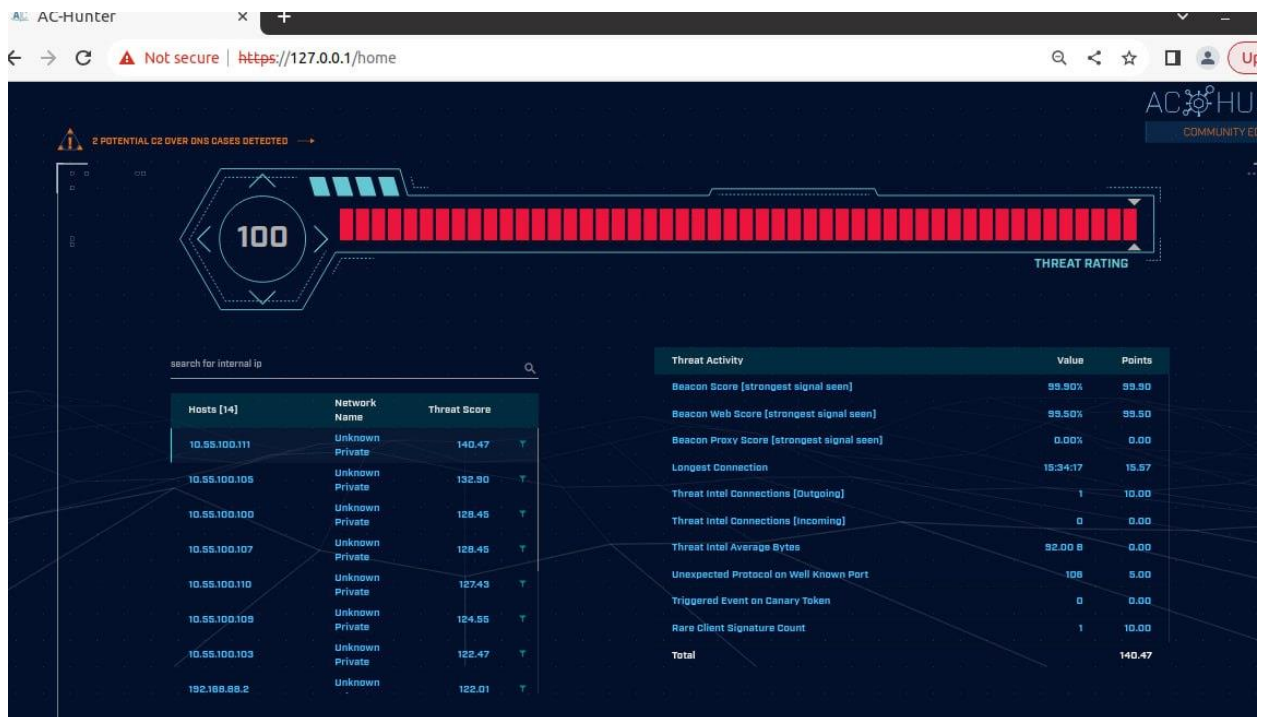 AC-Hunter
Not secure https://127.0.0.1/home
2 POTENTIAL C2 OVER DNS CASES DETECTED
COMMUNITY
100
THREAT RATING
search for internal ip
Hosts [14] Network Name Threat Score
10.55.100.111 Unknown Private 140.47
10.55.100.105 Unknown Private 132.90
10.55.100.100 Unknown Private 128.45
10.55.100.107 Unknown Private 128.45
10.55.100.110 Unknown Private 127.43
10.55.100.109 Unknown Private 124.55
10.55.100.103 Unknown Private 122.47
192.168.88.2 Unknown 122.01
Threat Activity Value Points
Beacon Score [strongest signal seen] 99.90% 99.90
Beacon Web Score [strongest signal seen] 99.50% 99.50
Beacon Proxy Score [strongest signal seen] 0.00% 0.00
Longest Connection 15:34:17 15.57
Threat Intel Connections [Outgoing] 1 10.00
Threat Intel Connections [Incoming] 0 0.00
Threat Intel Average Bytes 92.00 B 0.00
Unexpected Protocol on Well Known Port 108 5.00
Triggered Event on Canary Token 0 0.00
Rare Client Signature Count 1 10.00
Total 140.47